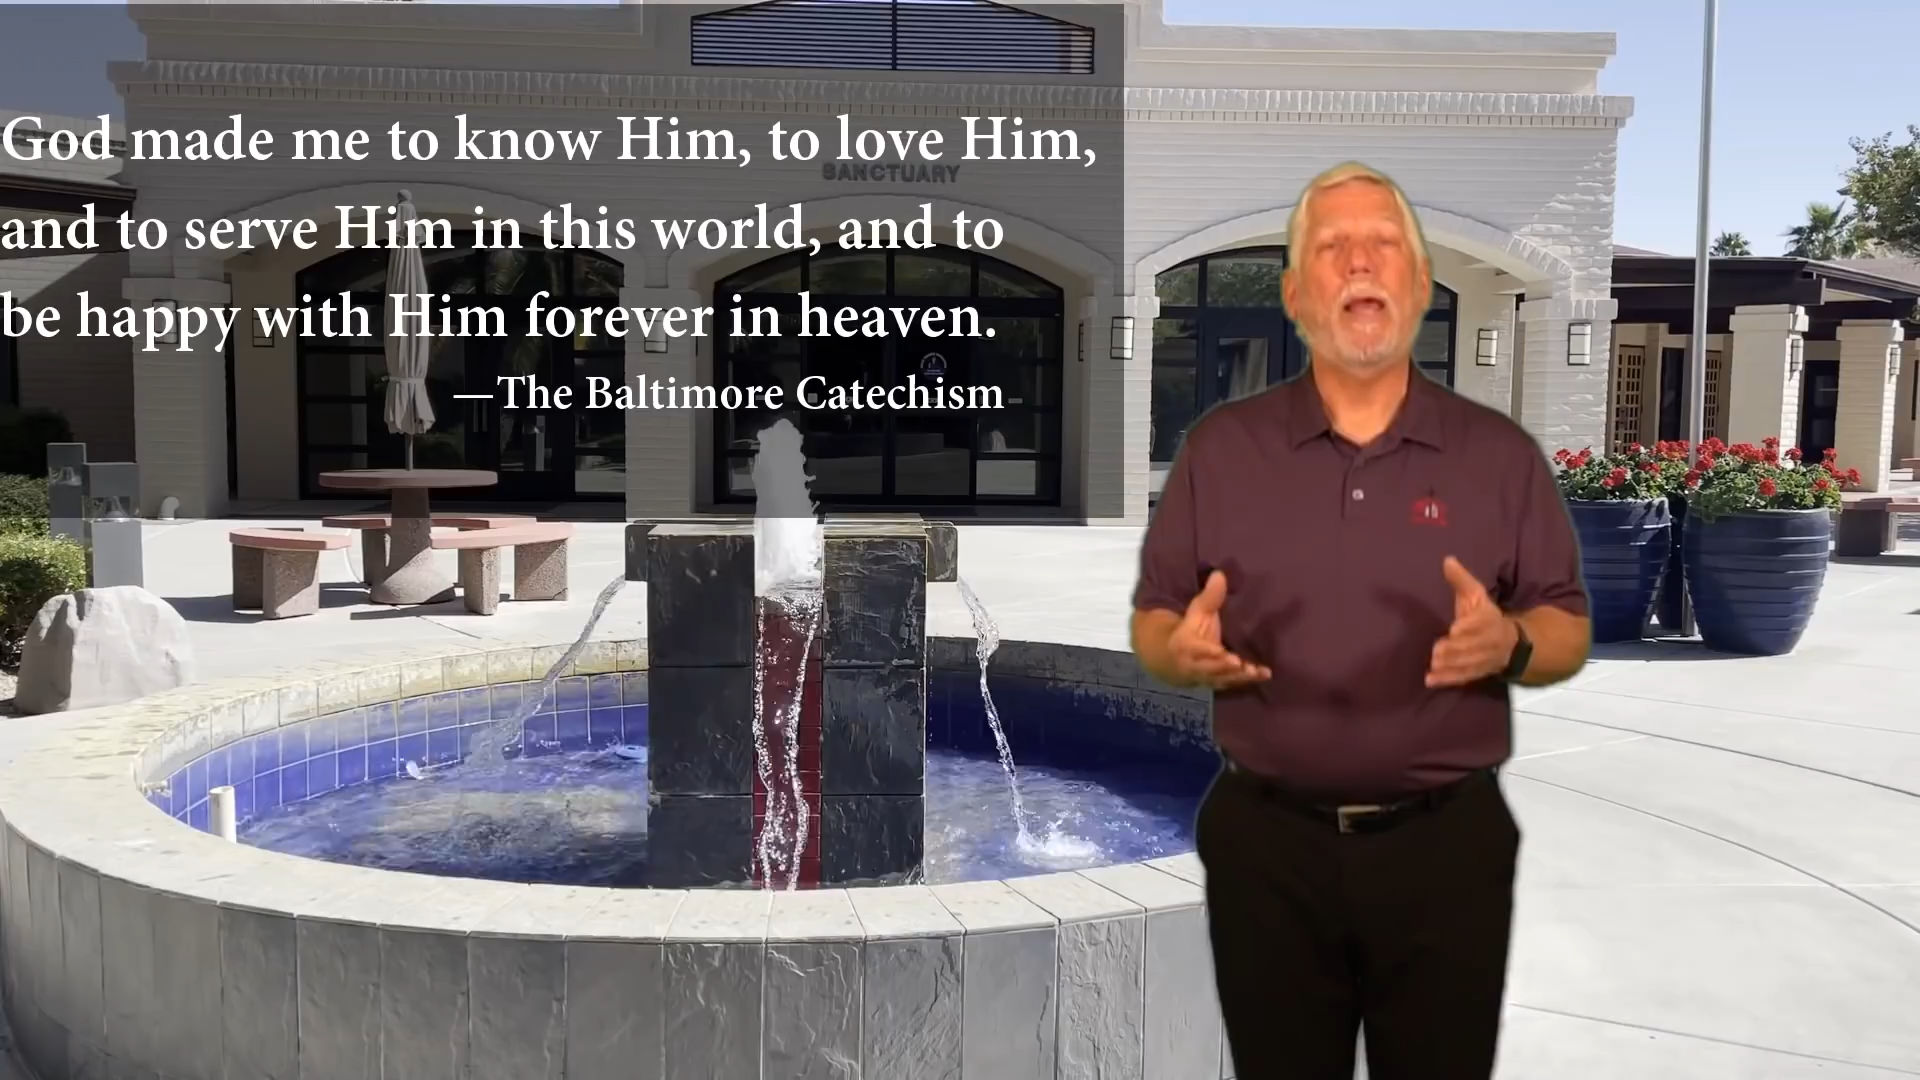 God made me to know Him, to love Him,
SANCTUARY
and to serve Him in this world, and to
be happy with Him forever in heaven.
—The Baltimore Catechism